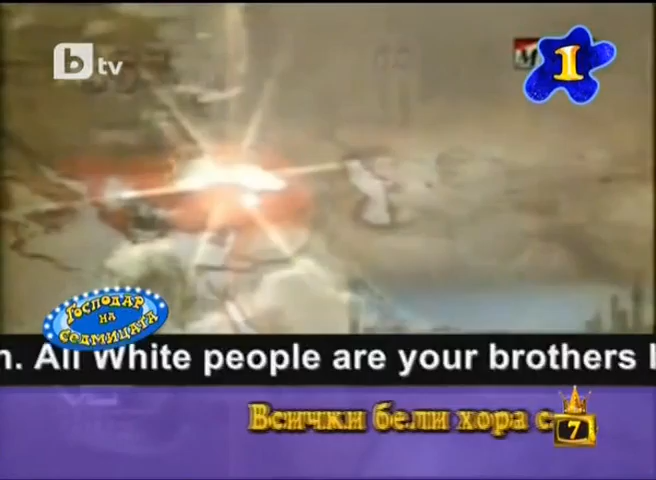 btv
M
1
Господар
на
Седмицата
n. All White people are your brothers b
Всички бели хора с
7